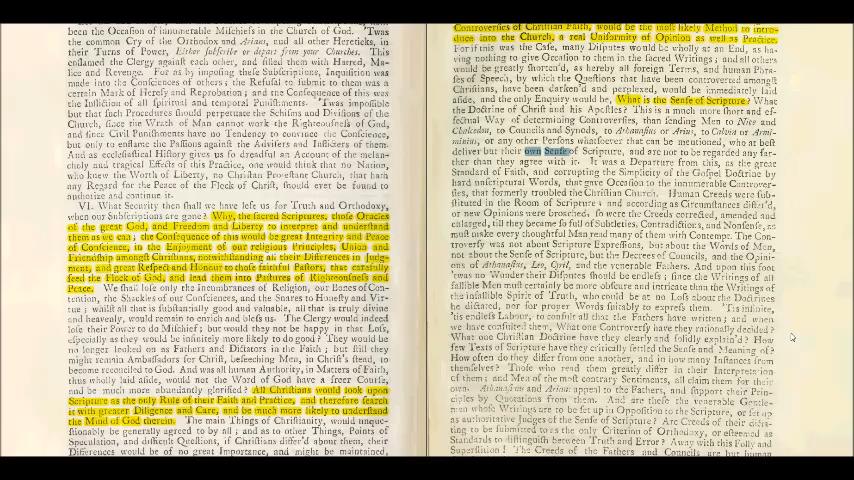 been the Occasion of innumerable Mischiefs in the Church of God. 'Twas
the common Cry of the Orthodox and Arians, and all other Hereticks, in
their Turns of Power, Either subscribe or depart from your Churches. This
enflamed the Clergy against each other, and filled them with Hatred, Ma-
lice and Revenge. For as by imposing these Subscriptions, Inquisition was
made into the Consciences of others; the Refusal to submit to them was a
certain Mark of Heresy and Reprobation; and the Consequence of this was
the Infliction of all spiritual and temporal Punishments. 'Twas impossible
but that such Procedures should perpetuate the Schisms and Divisions of the
Church, since the Wrath of Man cannot work the Righteousness of God,
and since Civil Punishments have no Tendency to convince the Conscience,
but only to enflame the Passions against the Advisers and Inflicters of them.
And as ecclesiastical History gives us so dreadful an Account of the melan-
choly and tragical Effects of this Practice, one would think that no Nation,
who knew the Worth of Liberty, no Christian Protestant Church, that hath
any Regard for the Peace of the Flock of Christ, should ever be found to
authorize and continue it.
VI. What Security then shall we have left us for Truth and Orthodoxy,
when our Subscriptions are gone? Why, the sacred Scriptures, those Oracles
of the great God, and Freedom and Liberty to interpret and understand
them as we can; the Consequence of this would be great Integrity and Peace
of Conscience, in the Enjoyment of our religious Principles, Union and
Friendship amongst Christians, notwithstanding all their Differences in Judg-
ment, and great Respect and Honour to those faithful Pastors, that carefully
feed the Flock of God, and lead them into Pastures of Righteousness and
Peace. We shall lose only the Incumbrances of Religion, our Bones of Con-
tention, the Shackles of our Consciences, and the Snares to Honesty and Vir-
tue; whilst all that is substantially good and valuable, all that is truly divine
and heavenly, would remain to enrich and bless us. The Clergy would indeed
lose their Power to do Mischief; but would they not be happy in that Loss,
especially as they would be infinitely more likely to do good? They would be
no longer looked on as Fathers and Dictators in the Faith; but still they
might remain Ambassadors for Christ, beseeching Men, in Christ's stead, to
become reconciled to God. And was all human Authority, in Matters of Faith,
thus wholly laid aside, would not the Word of God have a freer Course,
and be much more abundantly glorified? All Christians would look upon
Scripture as the only Rule of their Faith and Practice, and therefore search
it with greater Diligence and Care, and be much more likely to understand
the Mind of God therein. The main Things of Christianity, would unque-
stionably be generally agreed to by all; and as to other Things, Points of
Speculation, and difficult Questions, if Christians differ'd about them, their
Differences would be of no great Importance, and might be maintained,
Controversies of Christian Faith, would be the most likely Method to intro-
duce into the Church, a real Uniformity of Opinion as well as Practice.
For if this was the Case, many Disputes would be wholly at an End, as ha-
ving nothing to give Occasion to them in the Sacred Writings; and all others
would be greatly shorten'd, as hereby all foreign Terms, and human Phra-
ses of Speech, by which the Questions that have been controverted amongst
Christians, have been darken'd and perplexed, would be immediately laid
aside, and the only Enquiry would be, What is the Sense of Scripture? What
the Doctrine of Christ and his Apostles? This is a much more short and ef-
fectual Way of determining Controversies, than sending Men to Nice and
Chalcedon, to Councils and Synods, to Athanasius or Arius, to Calvin or Armi-
minius, or any other Persons whatsoever that can be mentioned, who at best
deliver but their own Sense of Scripture, and are not to be regarded any far-
ther than they agree with it. It was a Departure from this, as the great
Standard of Faith, and corrupting the Simplicity of the Gospel Doctrine by
hard unscriptural Words, that gave Occasion to the innumerable Controver-
sies, that formerly troubled the Christian Church. Human Creeds were sub-
stituted in the Room of Scripture; and according as Circumstances differ'd,
or new Opinions were broached, so were the Creeds corrected, amended and
enlarged, till they became so full of Subtleties, Contradictions, and Nonsense, as
must make every thoughtful Man read many of them with Contempt. The Con-
troversy was not about Scripture Expressions, but about the Words of Men,
not about the Sense of Scripture, but the Decrees of Councils, and the Opini-
ons of Athanasius, Leo, Cyril, and the venerable Fathers. And upon this foot
'twas no Wonder their Disputes should be endless; since the Writings of all
fallible Men must certainly be more obscure and intricate than the Writings of
the infallible Spirit of Truth, who could be at no Loss about the Doctrines
he dictated, nor for proper Words suitably to express them. 'Tis infinite,
'tis endless Labour, to consult all that the Fathers have written; and when
we have consulted them, What one Controversy have they rationally decided?
What one Christian Doctrine have they clearly and solidly explain'd? How
few Texts of Scripture have they critically settled the Sense and Meaning of?
How often do they differ from one another, and in how many Instances from
themselves? Those who read them greatly differ in their Interpretation
of them; and Men of the most contrary Sentiments, all claim them for their
own. Athanasians and Arians appeal to the Fathers, and support their Prin-
ciples by Quotations from them. And are these the venerable Gentle-
men whose Writings are to be set up in Opposition to the Scripture, or set up
as authoritative Judges of the Sense of Scripture? Are Creeds of their dicta-
ting to be submitted to as the only Criterion of Orthodoxy, or esteemed as
Standards to distinguish between Truth and Error? Away with this Folly and
Superstition! The Creeds of the Fathers and Councils are but human